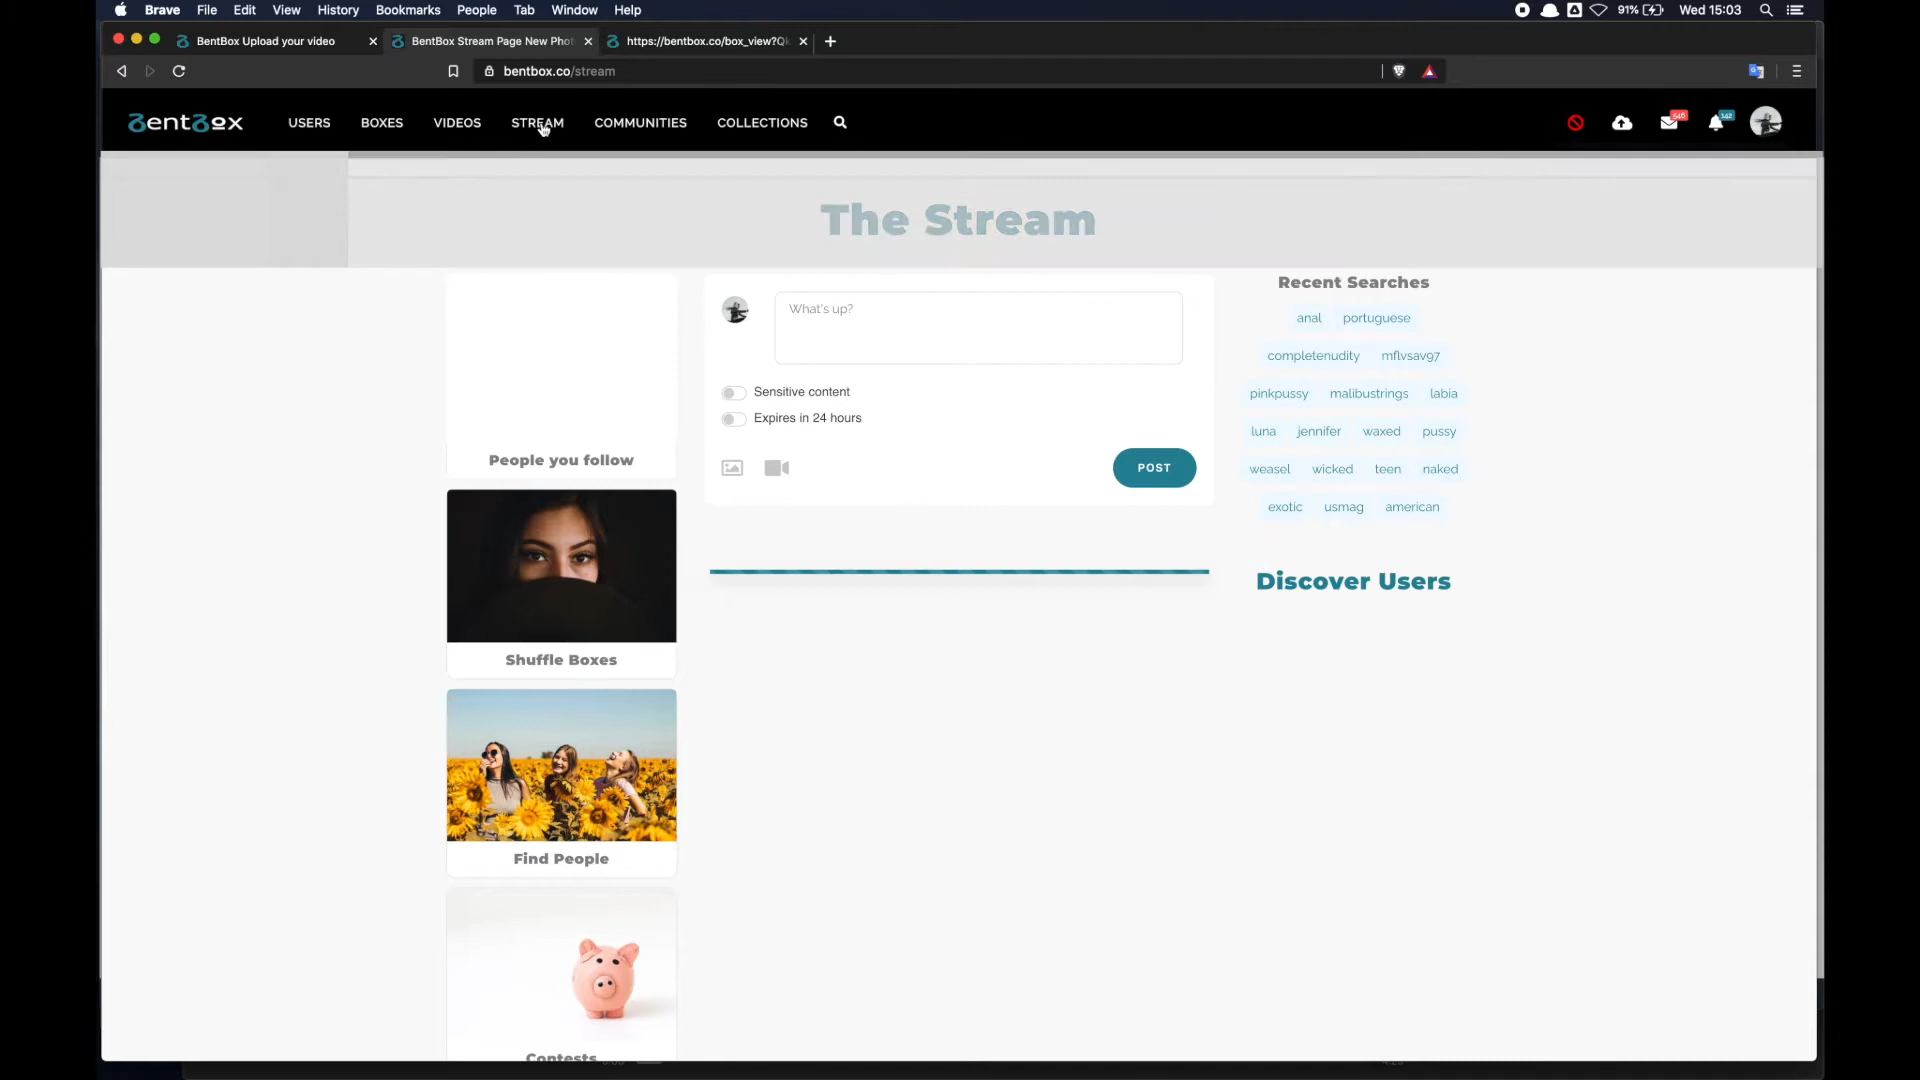 Brave File Edit View History Bookmarks People Tab Window Help 91% Wed 15:03
BentBox Upload your video BentBox Stream Page New Phot https://bentbox.co/box_view?Qk
bentbox.co/stream
BentBox USERS BOXES VIDEOS STREAM COMMUNITIES COLLECTIONS 546 142
The Stream
What's up?
Sensitive content
Expires in 24 hours
POST
People you follow
Shuffle Boxes
Find People
Contests
Recent Searches
anal portuguese
completenudity mflvsav97
pinkpussy malibustrings labia
luna jennifer waxed pussy
weasel wicked teen naked
exotic usmag american
Discover Users